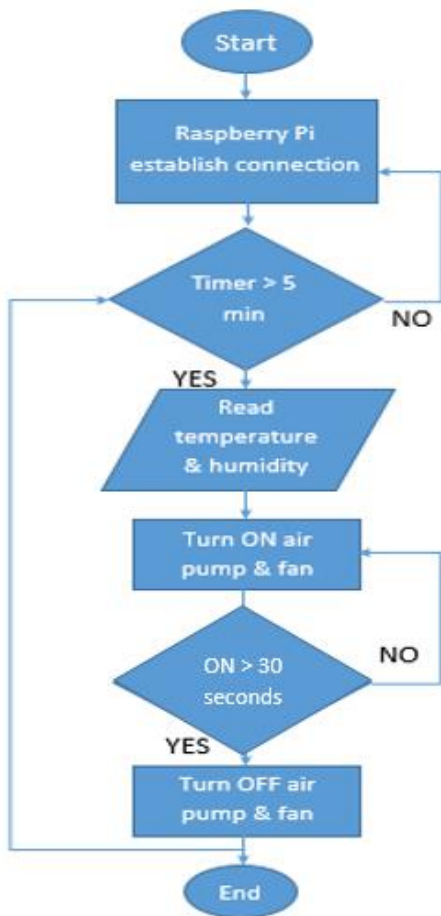 Start
Raspberry Pi
establish connection
Timer > 5
min
NO
YES
Read
temperature
& humidity
Turn ON air
pump & fan
ON > 30
seconds
NO
YES
Turn OFF air
pump & fan
End